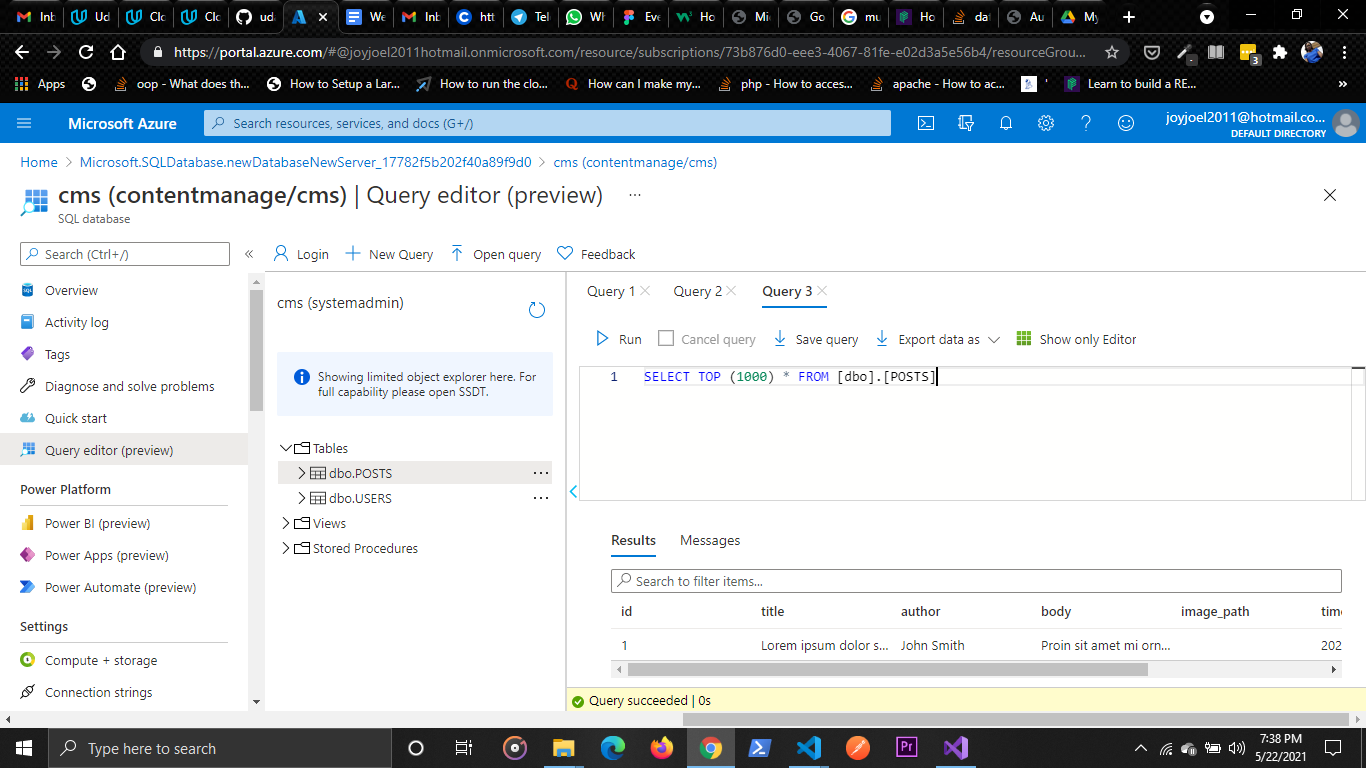 Inb
Ud
Clo
Clo
ud
We
Inb
htt
Tele
Wh
Eve
Ho
Mi
Go
mu
Ho
dat
Au
My
https://portal.azure.com/#@joyjoel2011hotmail.onmicrosoft.com/resource/subscriptions/73b876d0-eee3-4067-81fe-e02d3a5e56b4/resourceGrou...
3
Apps
oop - What does th...
How to Setup a Lar...
How to run the clo...
How can I make my...
php - How to acces...
apache - How to ac...
'
Learn to build a RE...
»
Microsoft Azure
Search resources, services, and docs (G+/)
joyjoel2011@hotmail.co...
DEFAULT DIRECTORY
Home > Microsoft.SQLDatabase.newDatabaseNewServer_17782f5b202f40a89f9d0 > cms (contentmanage/cms)
cms (contentmanage/cms) | Query editor (preview) ...
SQL database
Search (Ctrl+/)
«
Login
New Query
Open query
Feedback
Overview
Activity log
Tags
Diagnose and solve problems
Quick start
Query editor (preview)
Power Platform
Power BI (preview)
Power Apps (preview)
Power Automate (preview)
Settings
Compute + storage
Connection strings
cms (systemadmin)
Showing limited object explorer here. For
full capability please open SSDT.
Tables
dbo.POSTS ...
dbo.USERS ...
Views
Stored Procedures
Query 1
Query 2
Query 3
Run
Cancel query
Save query
Export data as
Show only Editor
1 SELECT TOP (1000) * FROM [dbo].[POSTS]
Results
Messages
Search to filter items...
id title author body image_path time
1 Lorem ipsum dolor s... John Smith Proin sit amet mi orn... 202
Query succeeded | 0s
Type here to search
Pr
7:38 PM
5/22/2021